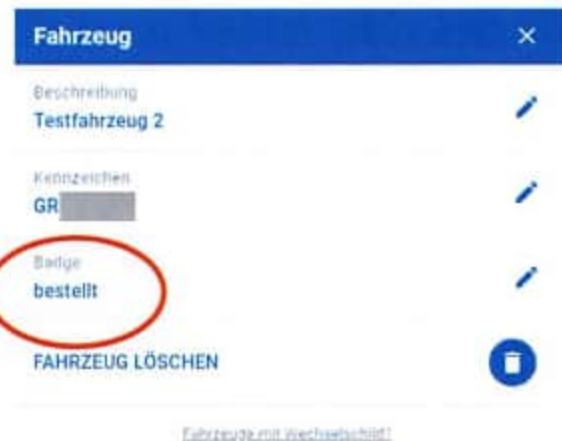 Fahrzeug
Beschreibung
Testfahrzeug 2
Kennzeichen
GR
Badge
bestellt
FAHRZEUG LÖSCHEN
Fahrzeuge mit Wechselschild?